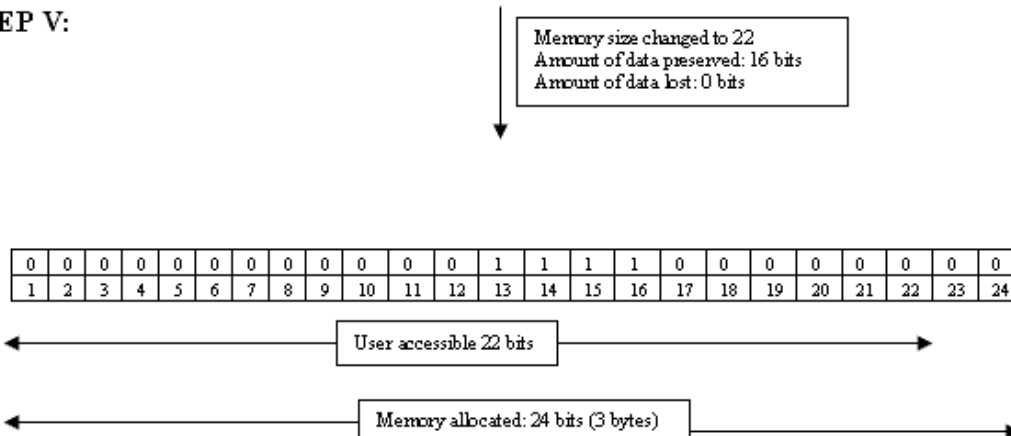 EP V:
Memory size changed to 22
Amount of data preserved: 16 bits
Amount of data lost: 0 bits
0 0 0 0 0 0 0 0 0 0 0 0 1 1 1 1 0 0 0 0 0 0 0 0
1 2 3 4 5 6 7 8 9 10 11 12 13 14 15 16 17 18 19 20 21 22 23 24
User accessible 22 bits
Memory allocated: 24 bits (3 bytes)